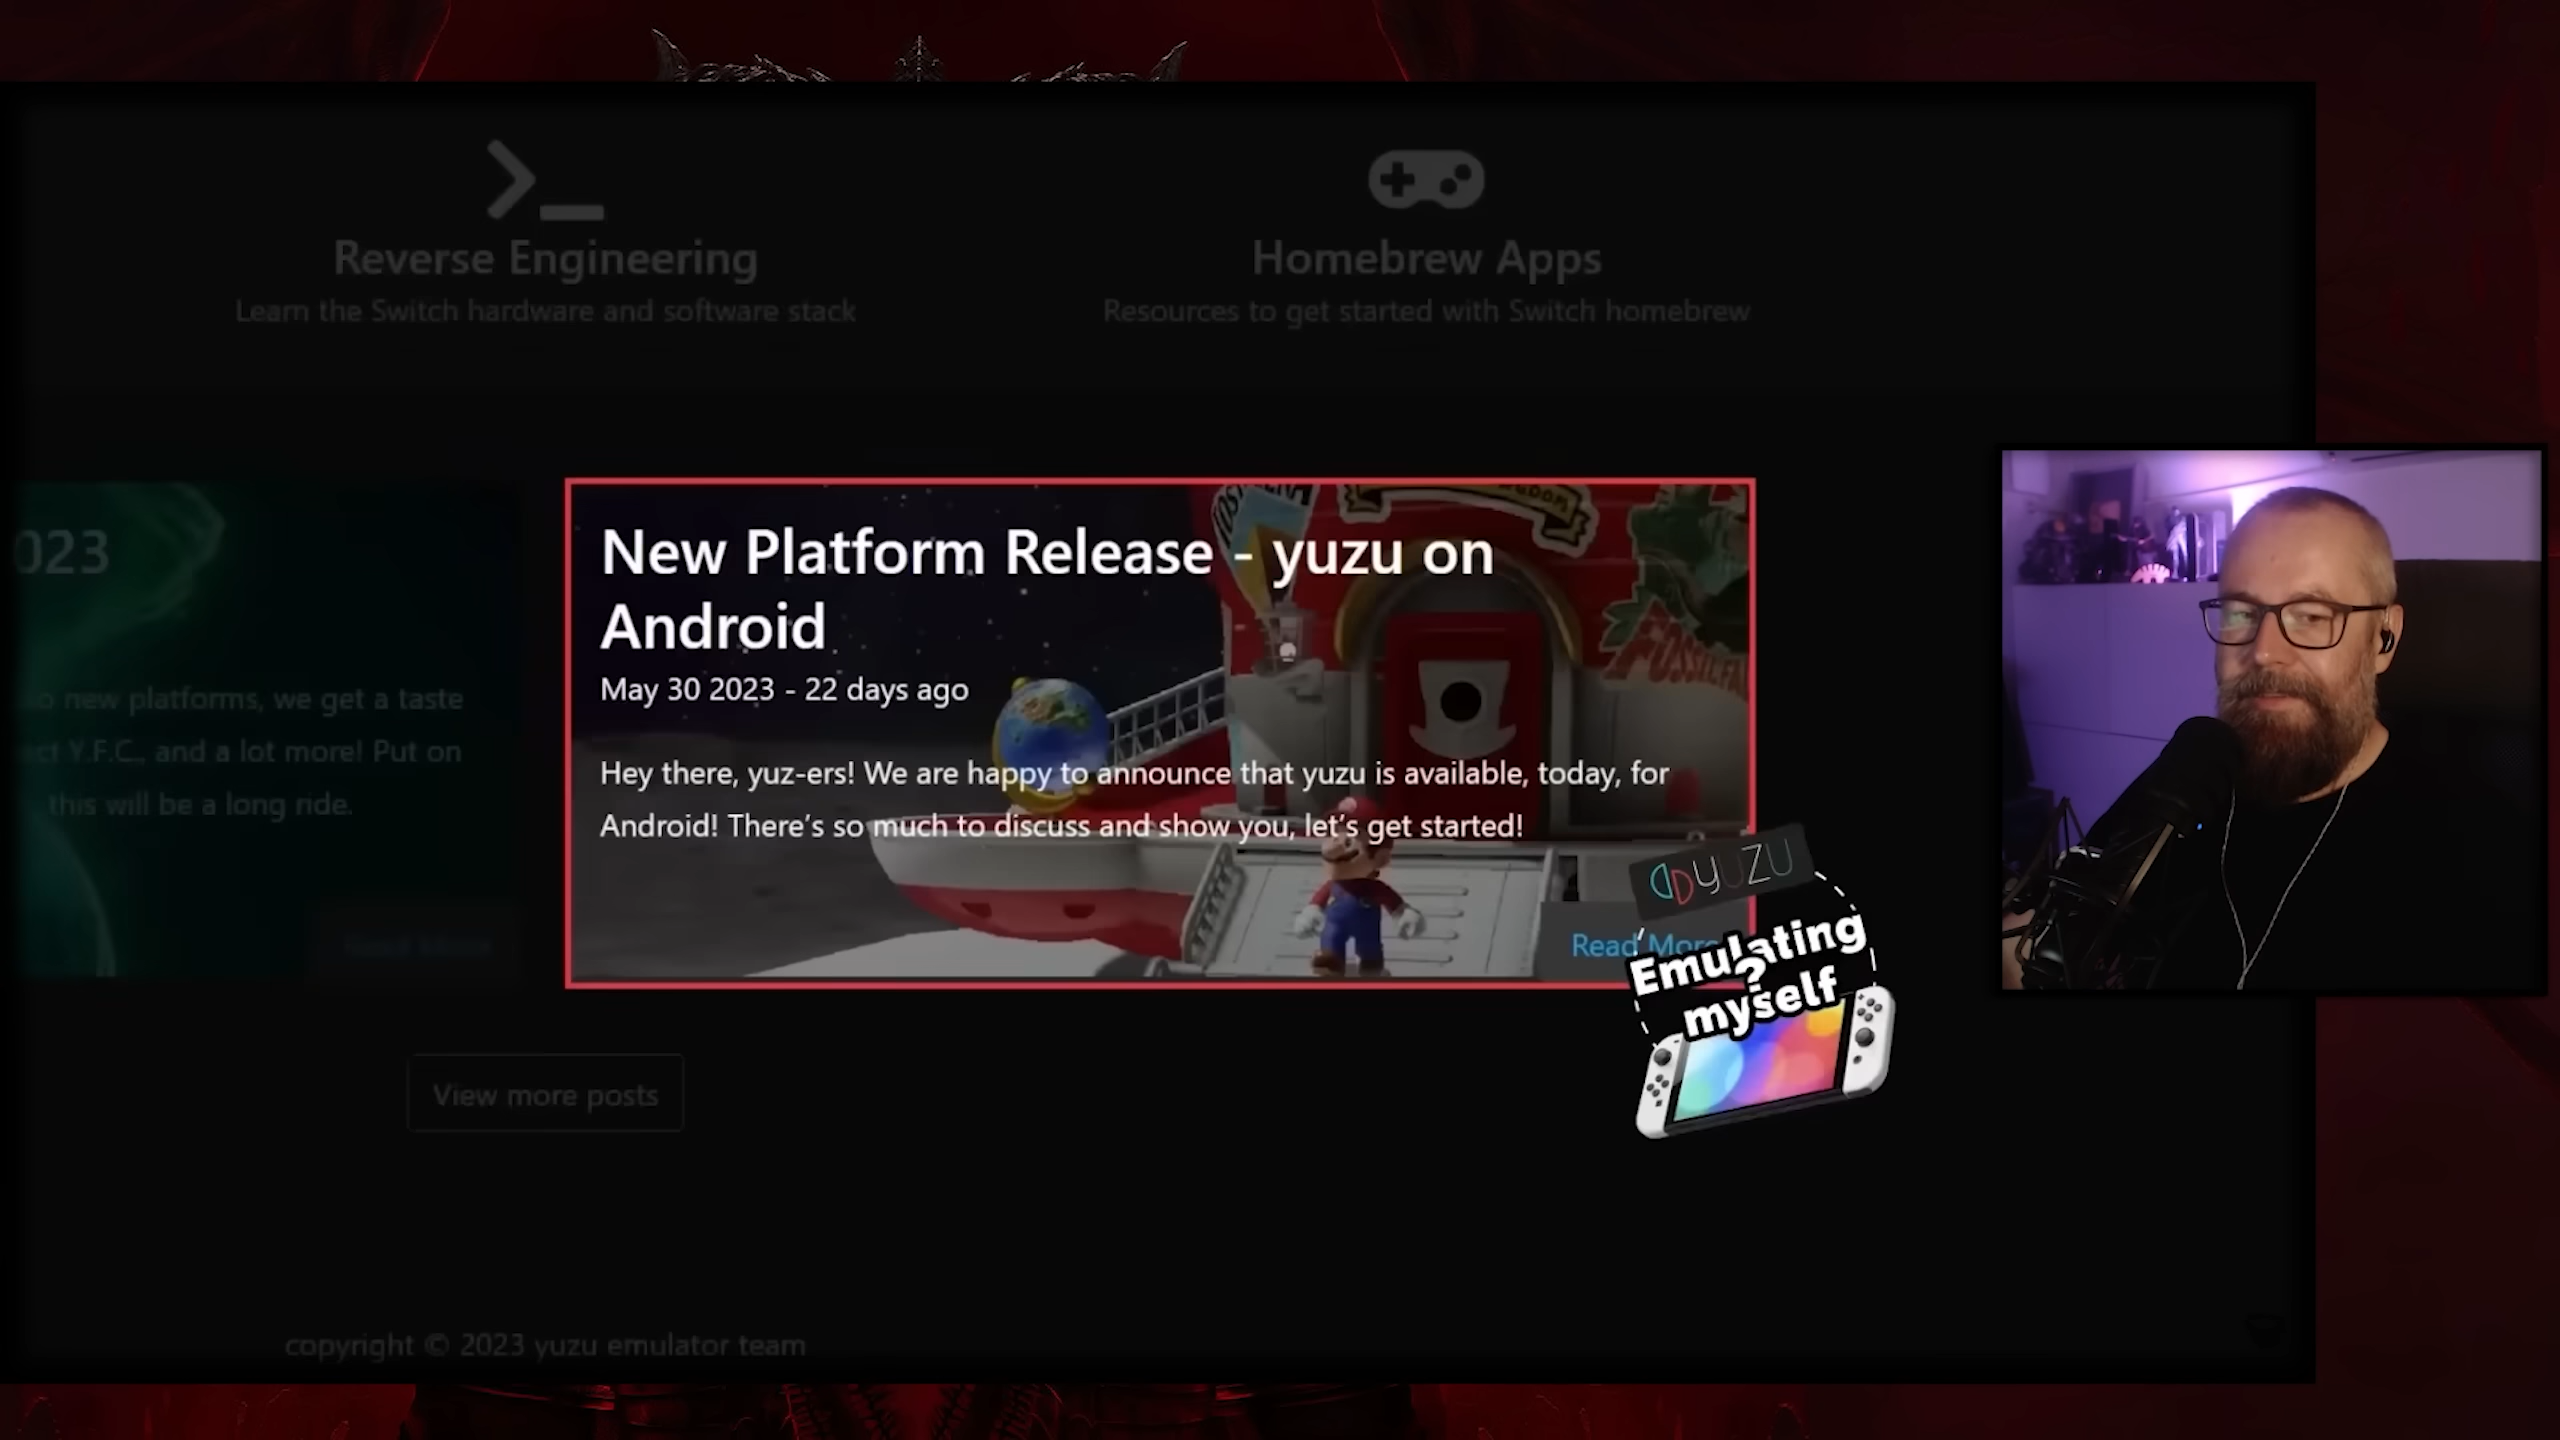 Reverse Engineering
Learn the Switch hardware and software stack
Homebrew Apps
Resources to get started with Switch homebrew
023
new platforms, we get a taste
Y.F.C., and a lot more! Put on
this will be a long ride.
Read More
New Platform Release - yuzu on
Android
May 30 2023 - 22 days ago
Hey there, yuz-ers! We are happy to announce that yuzu is available, today, for
Android! There's so much to discuss and show you, let's get started!
Read More
YUZU
Emulating
?
myself
View more posts
copyright © 2023 yuzu emulator team